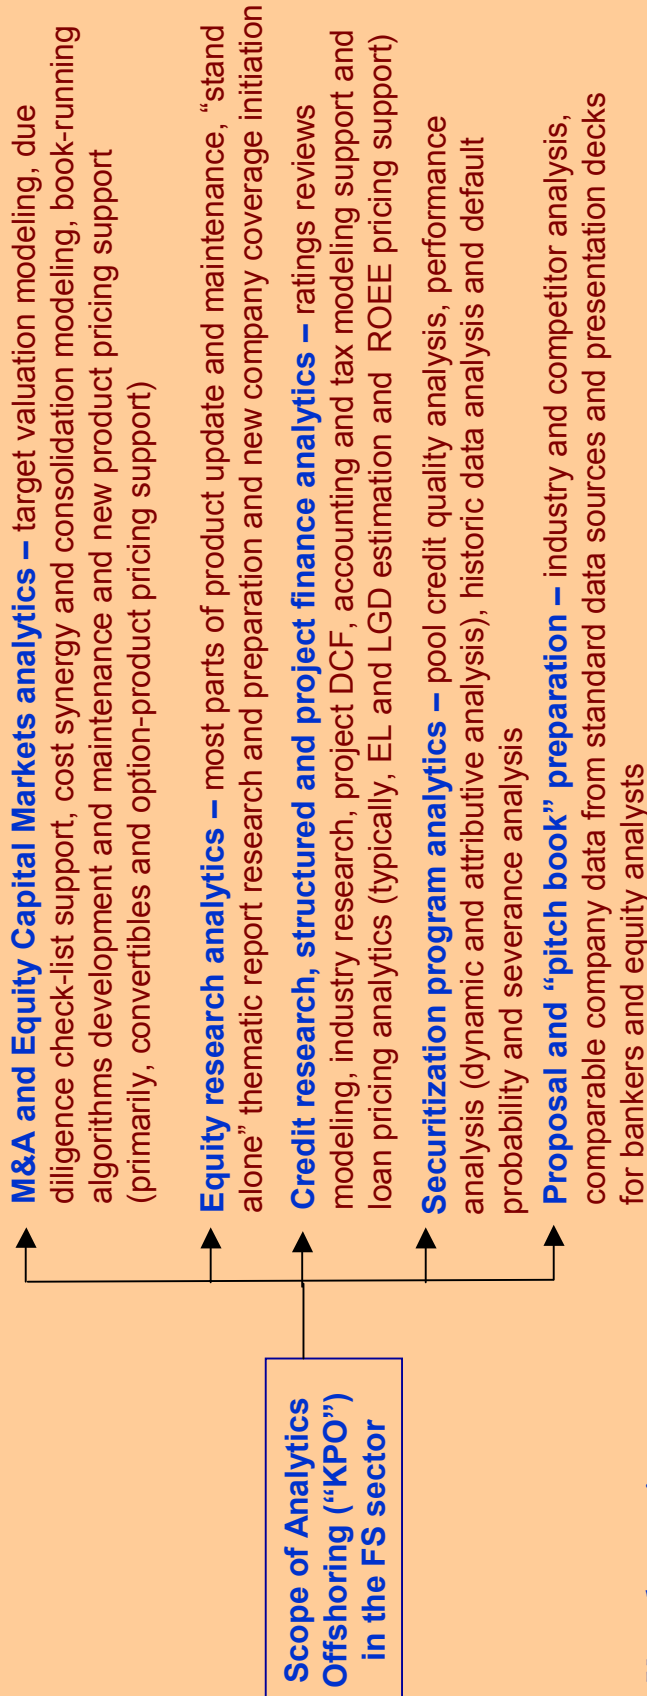 Scope of Analytics
Offshoring (“KPO”)
in the FS sector
M&A and Equity Capital Markets analytics – target valuation modeling, due
diligence check-list support, cost synergy and consolidation modeling, book-running
algorithms development and maintenance and new product pricing support
(primarily, convertibles and option-product pricing support)
Equity research analytics – most parts of product update and maintenance, “stand
alone” thematic report research and preparation and new company coverage initiation
Credit research, structured and project finance analytics – ratings reviews
modeling, industry research, project DCF, accounting and tax modeling support and
loan pricing analytics (typically, EL and LGD estimation and ROEE pricing support)
Securitization program analytics – pool credit quality analysis, performance
analysis (dynamic and attributive analysis), historic data analysis and default
probability and severance analysis
Proposal and “pitch book” preparation – industry and competitor analysis,
comparable company data from standard data sources and presentation decks
for bankers and equity analysts